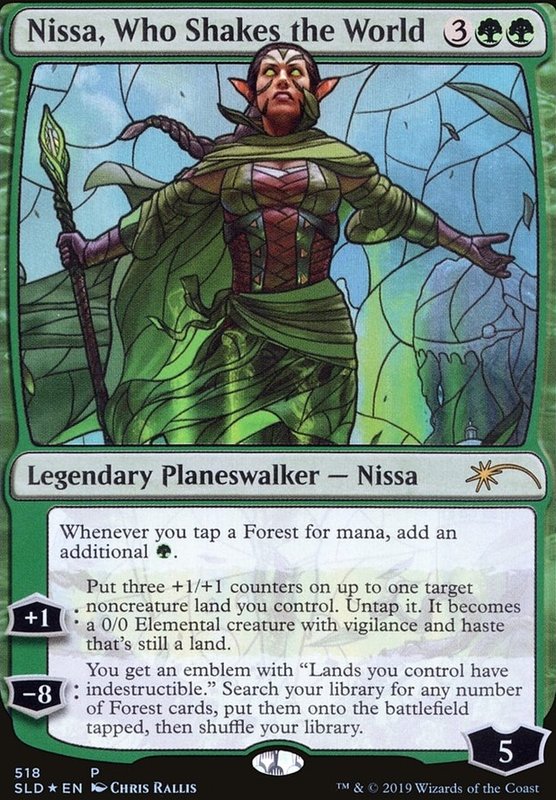 Nissa, Who Shakes the World 3
Legendary Planeswalker — Nissa
Whenever you tap a Forest for mana, add an
additional .
+1 : Put three +1/+1 counters on up to one target
noncreature land you control. Untap it. It becomes
a 0/0 Elemental creature with vigilance and haste
that's still a land.
−8 : You get an emblem with “Lands you control have
indestructible.” Search your library for any number
of Forest cards, put them onto the battlefield
tapped, then shuffle your library.
5
518 P
SLD ★ EN Chris Rallis
™ & © 2019 Wizards of the Coast